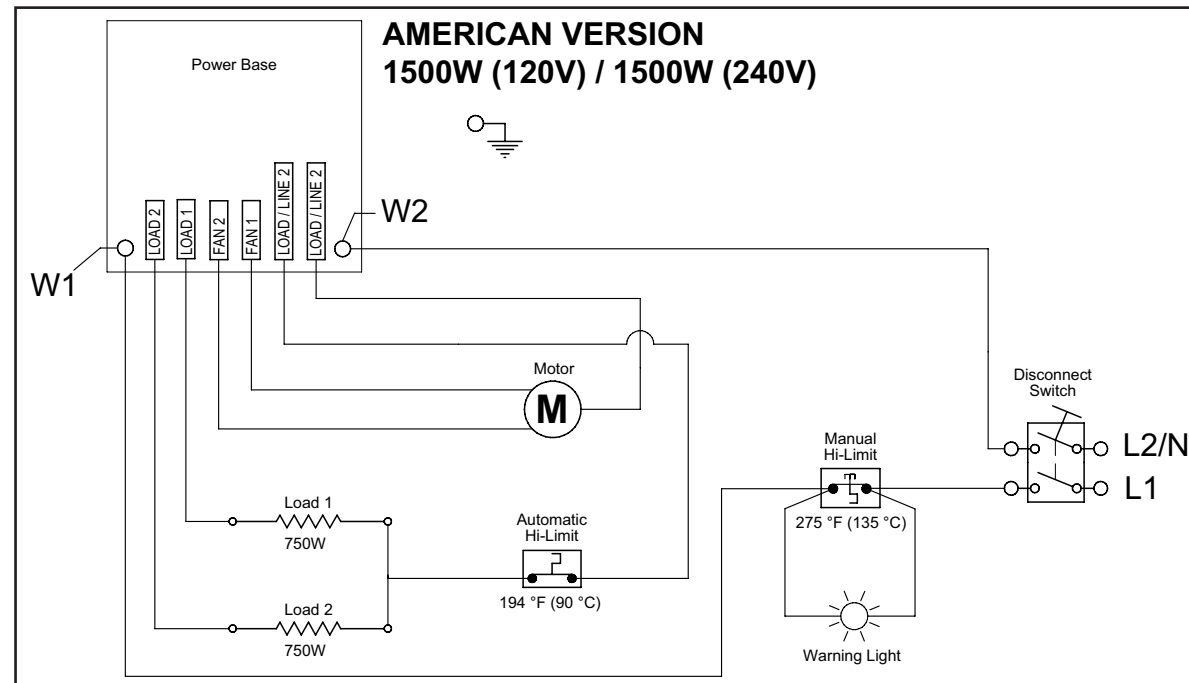 AMERICAN VERSION
1500W (120V) / 1500W (240V)
Power Base
LOAD 2
LOAD 1
FAN 2
FAN 1
LOAD / LINE 2
LOAD / LINE 2
W2
W1
Motor
M
Disconnect
Switch
L2/N
L1
Manual
Hi-Limit
275 °F (135 °C)
Load 1
750W
Automatic
Hi-Limit
194 °F (90 °C)
Load 2
750W
Warning Light